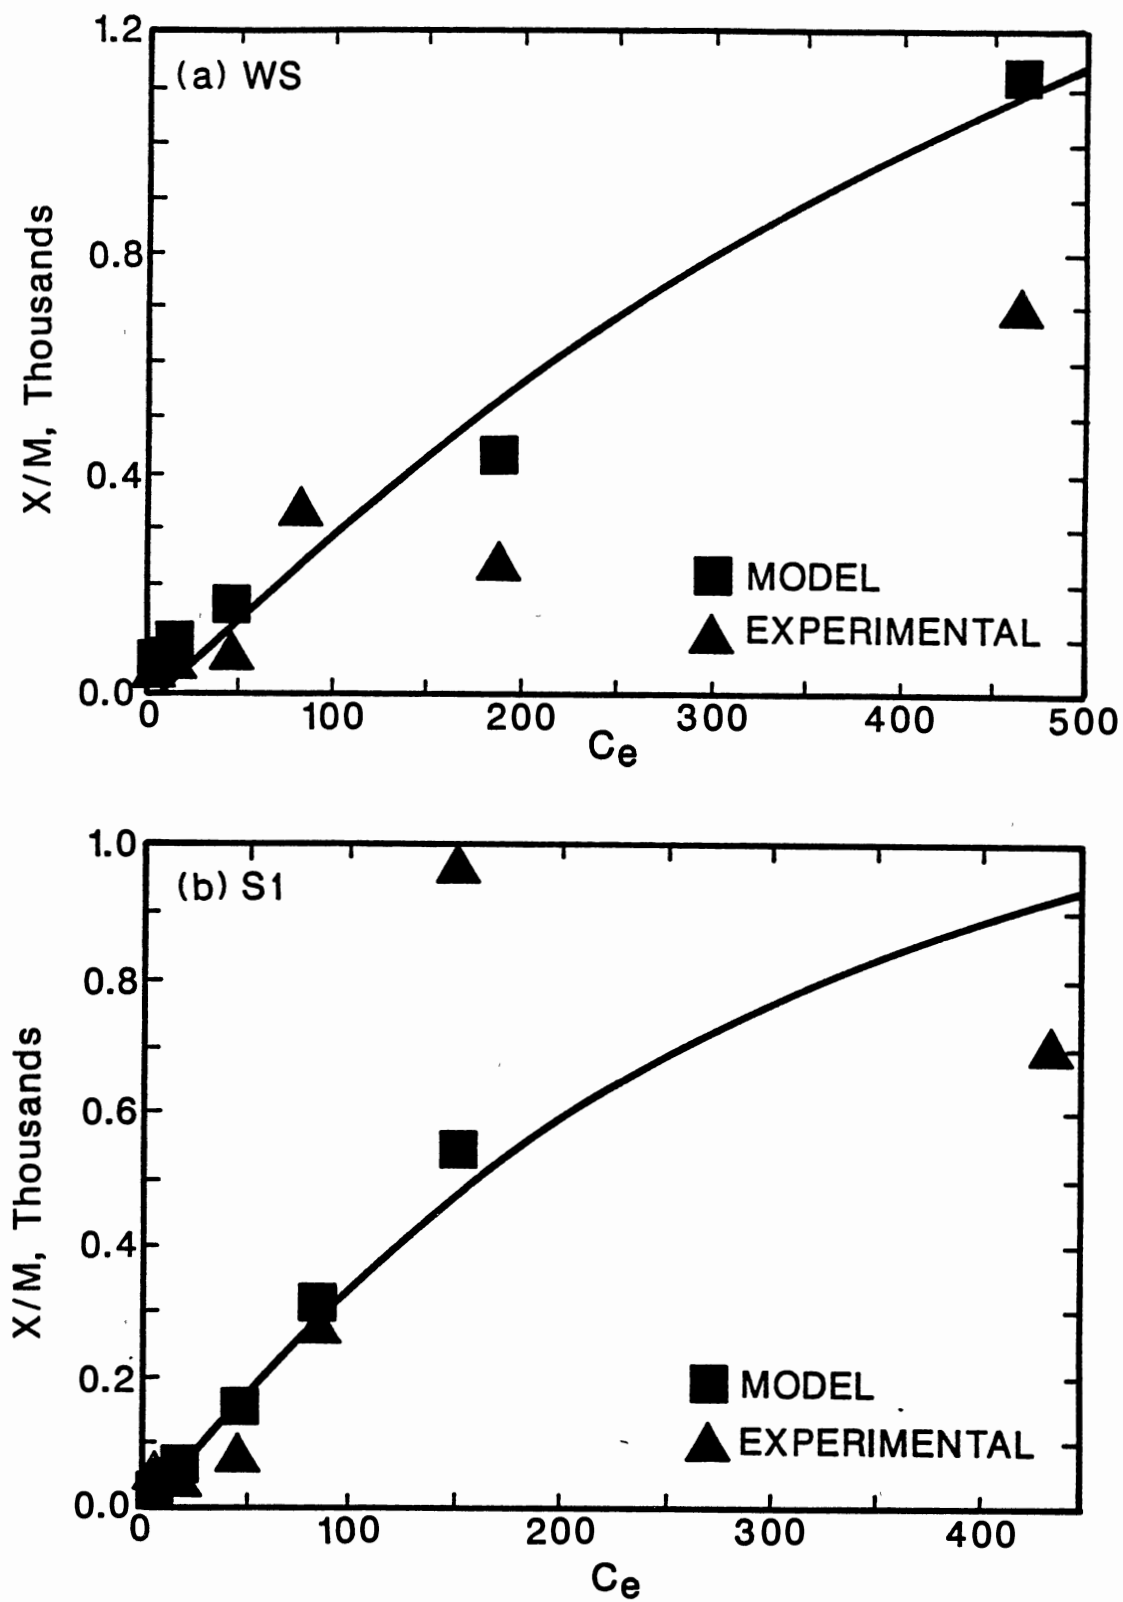 1.2
(a) WS
0.8
X/M, Thousands
0.4
MODEL
EXPERIMENTAL
0.0
0 100 200 300 400 500
Ce
1.0
(b) S1
0.8
X/M, Thousands
0.6
0.4
0.2
MODEL
EXPERIMENTAL
0.0
0 100 200 300 400
Ce